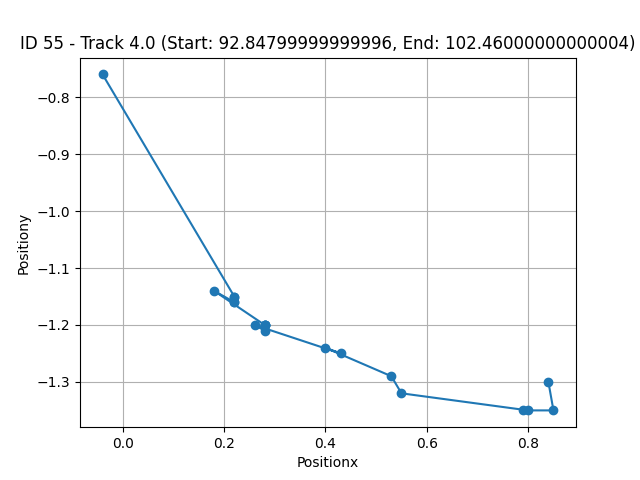 ID 55 - Track 4.0 (Start: 92.84799999999996, End: 102.46000000000004)
−0.8
−0.9
−1.0
−1.1
−1.2
−1.3
Positiony
0.0 0.2 0.4 0.6 0.8
Positionx